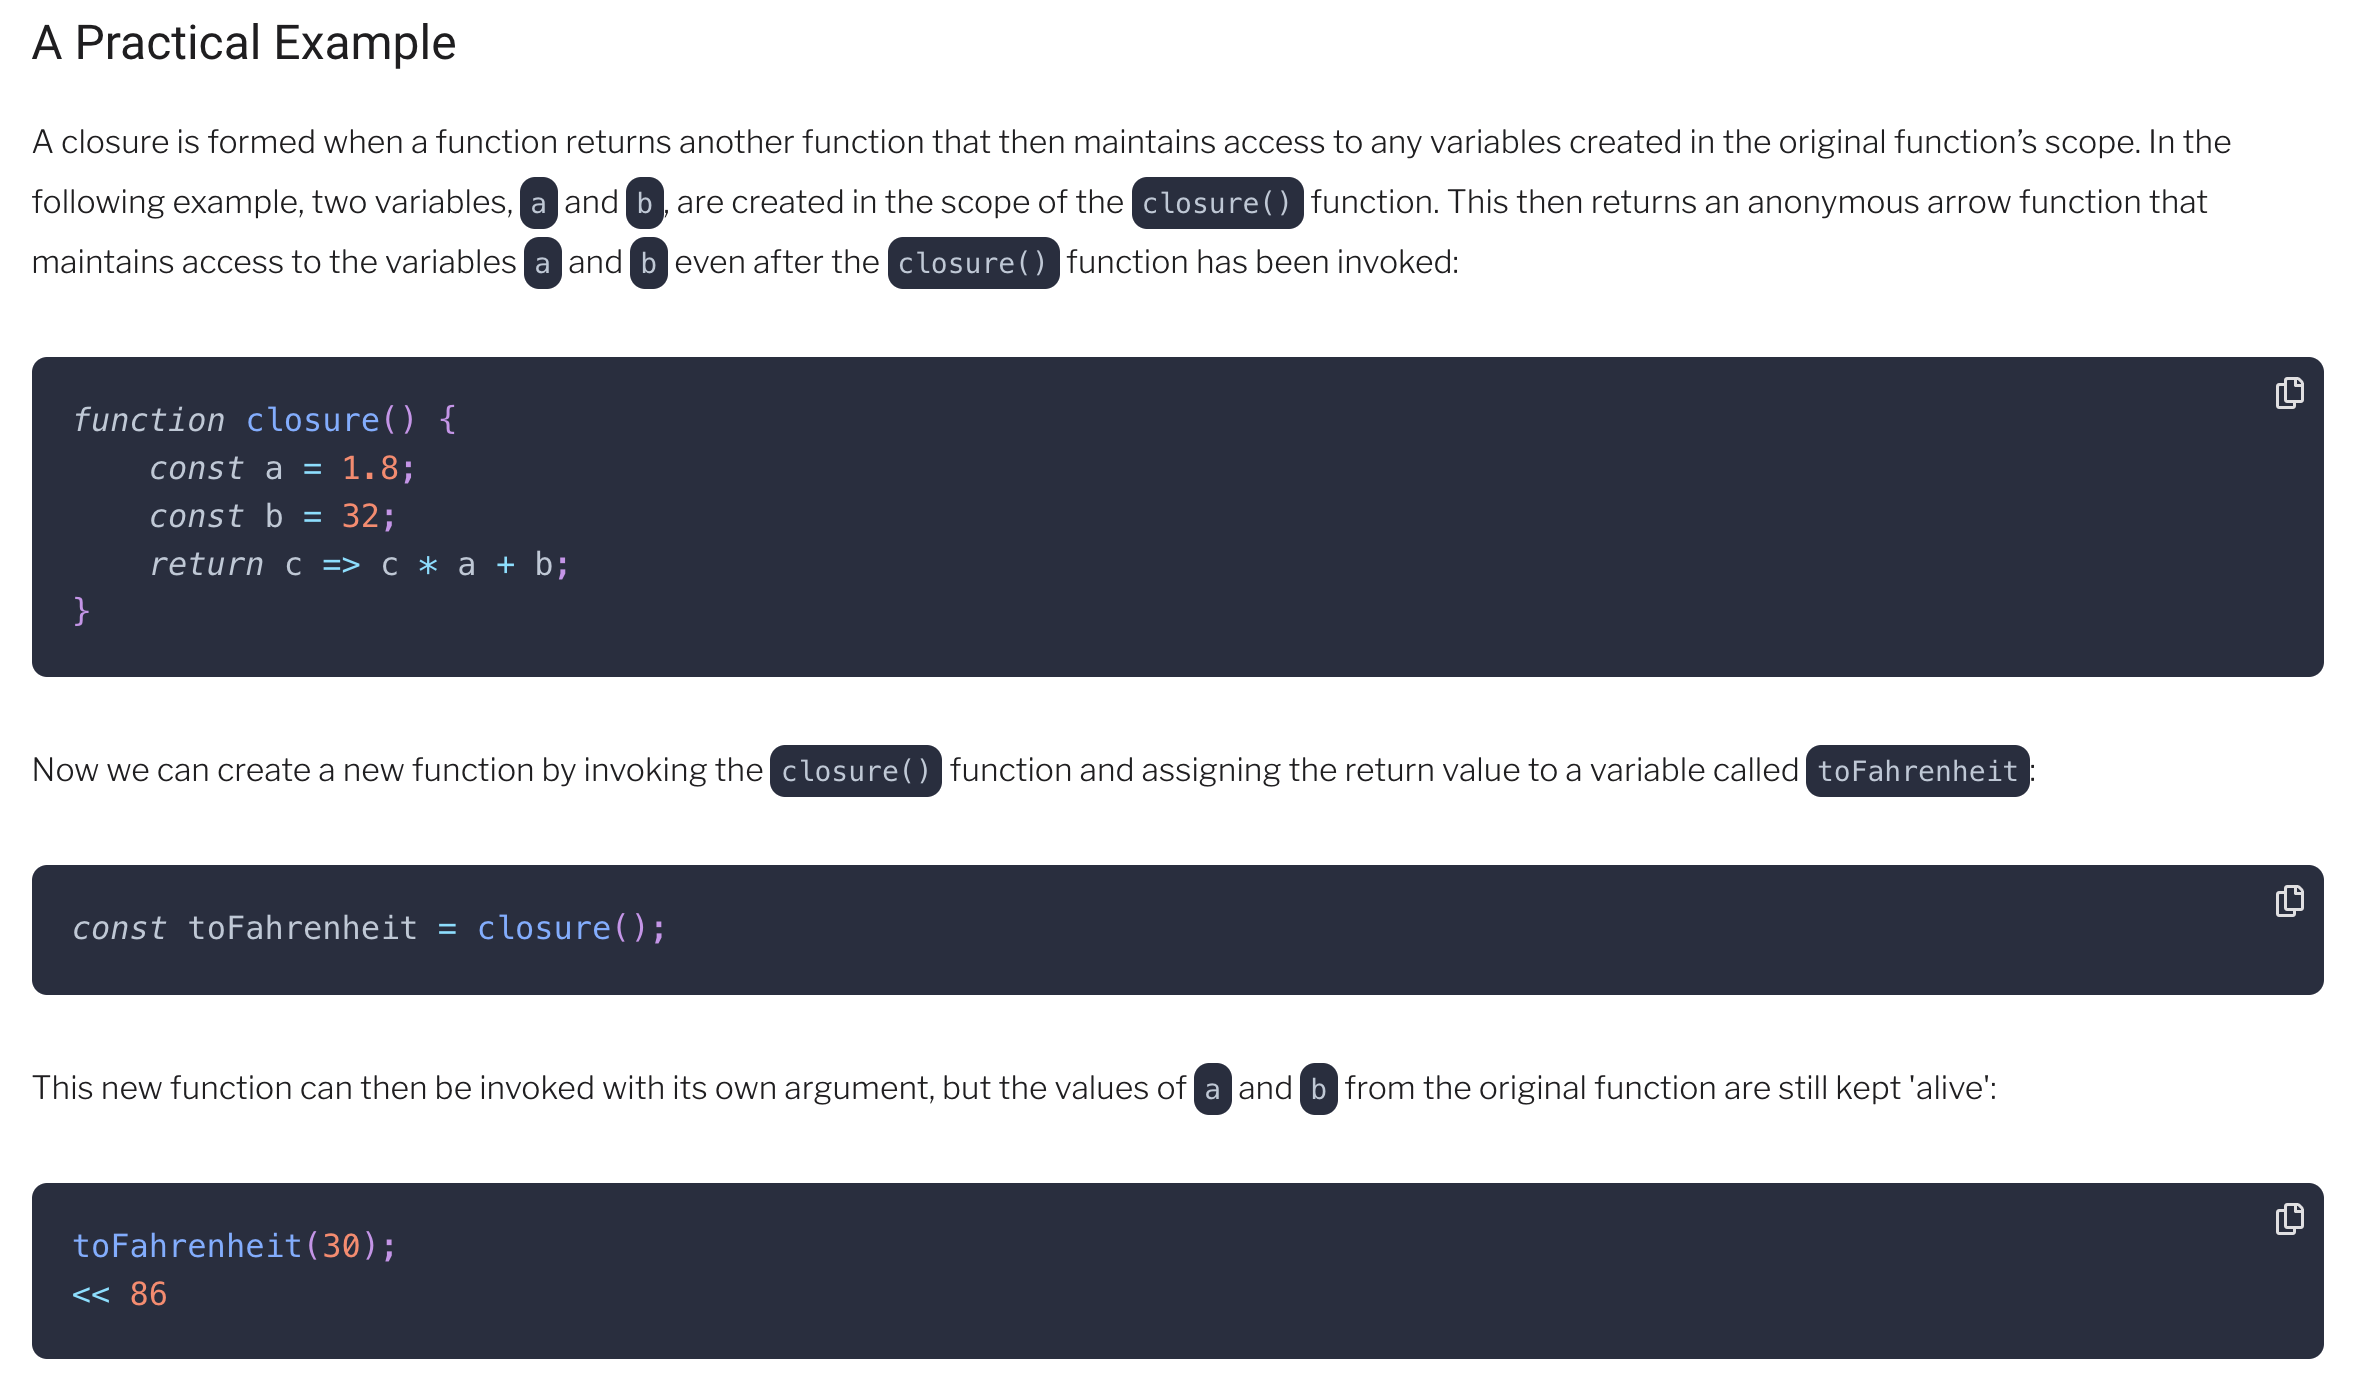 A Practical Example
A closure is formed when a function returns another function that then maintains access to any variables created in the original function’s scope. In the
following example, two variables, a and b, are created in the scope of the closure() function. This then returns an anonymous arrow function that
maintains access to the variables a and b even after the closure() function has been invoked:
function closure() {
    const a = 1.8;
    const b = 32;
    return c => c * a + b;
}
Now we can create a new function by invoking the closure() function and assigning the return value to a variable called toFahrenheit:
const toFahrenheit = closure();
This new function can then be invoked with its own argument, but the values of a and b from the original function are still kept 'alive':
toFahrenheit(30);
<< 86